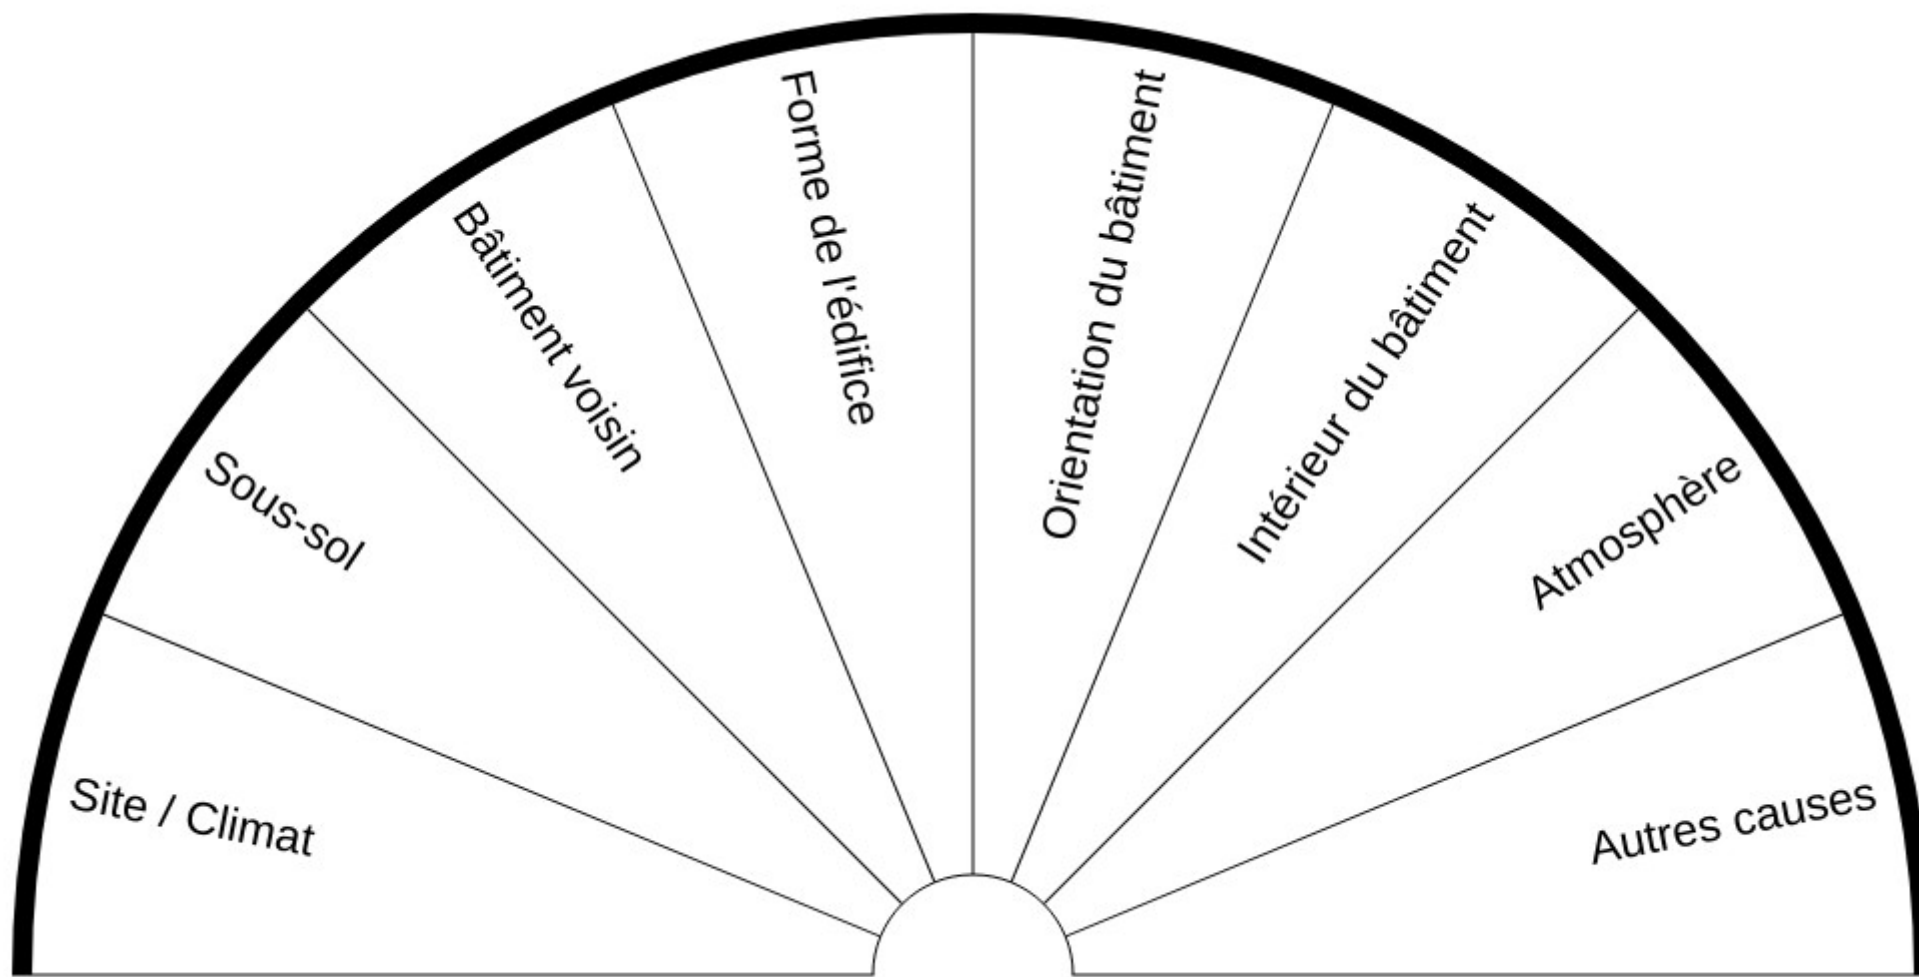 Site / Climat
Sous-sol
Bâtiment voisin
Forme de l'édifice
Orientation du bâtiment
Intérieur du bâtiment
Atmosphère
Autres causes